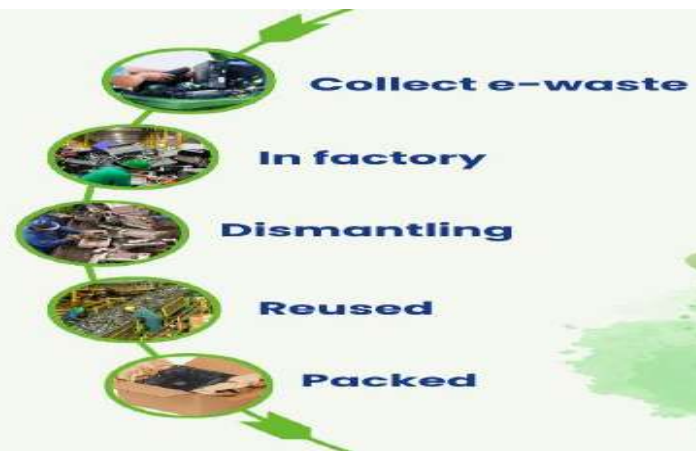 Collect e-waste
In factory
Dismantling
Reused
Packed